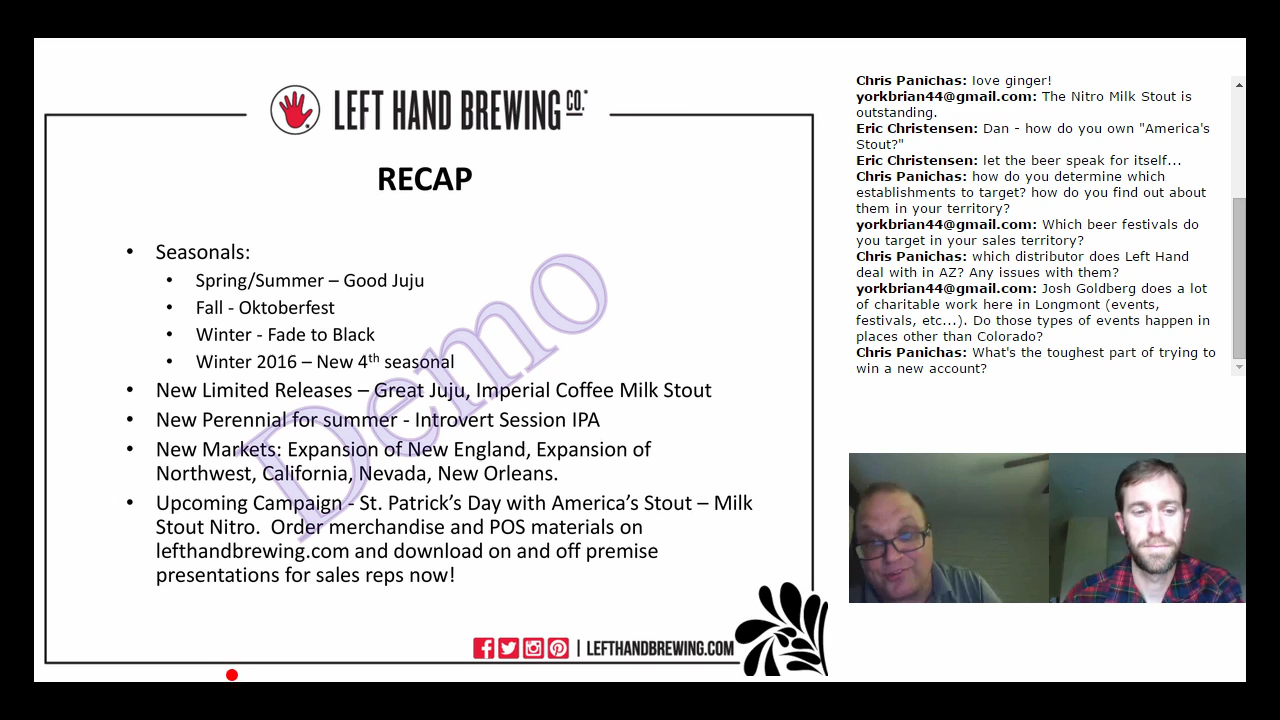 LEFT HAND BREWING CO.
RECAP
• Seasonals:
• Spring/Summer – Good Juju
• Fall - Oktoberfest
• Winter - Fade to Black
• Winter 2016 – New 4th seasonal
• New Limited Releases – Great Juju, Imperial Coffee Milk Stout
• New Perennial for summer - Introvert Session IPA
• New Markets: Expansion of New England, Expansion of
Northwest, California, Nevada, New Orleans.
• Upcoming Campaign - St. Patrick's Day with America's Stout – Milk
Stout Nitro. Order merchandise and POS materials on
lefthandbrewing.com and download on and off premise
presentations for sales reps now!
Demo
| LEFTHANDBREWING.COM
Chris Panichas: love ginger!
yorkbrian44@gmail.com: The Nitro Milk Stout is
outstanding.
Eric Christensen: Dan - how do you own "America's
Stout?"
Eric Christensen: let the beer speak for itself...
Chris Panichas: how do you determine which
establishments to target? how do you find out about
them in your territory?
yorkbrian44@gmail.com: Which beer festivals do
you target in your sales territory?
Chris Panichas: which distributor does Left Hand
deal with in AZ? Any issues with them?
yorkbrian44@gmail.com: Josh Goldberg does a lot
of charitable work here in Longmont (events,
festivals, etc...). Do those types of events happen in
places other than Colorado?
Chris Panichas: What's the toughest part of trying to
win a new account?